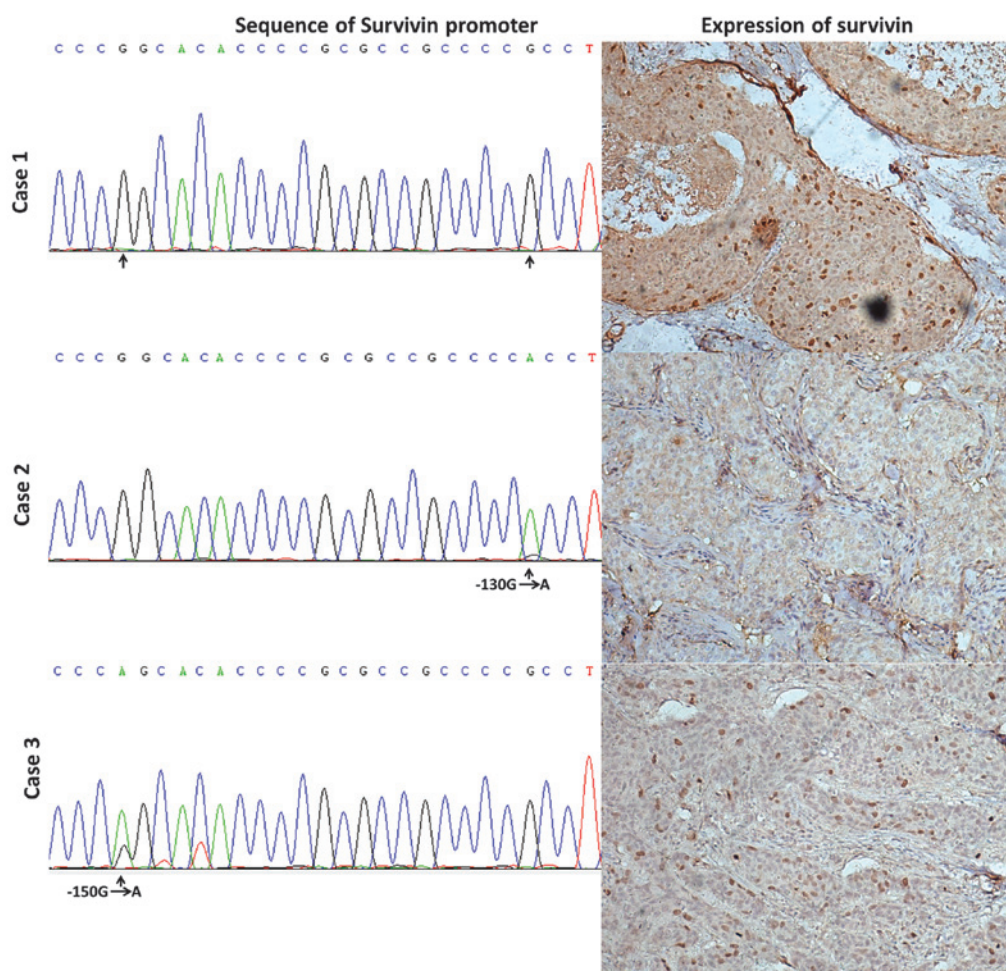 Sequence of Survivin promoter
Expression of survivin
C C C G G C A C A C C C C G C G C C G C C C C G C C T
Case 1
C C C G G C A C A C C C C G C G C C G C C C C A C C T
Case 2
-130G→A
C C C A G C A C A C C C C G C G C C G C C C C G C C T
Case 3
-150G→A